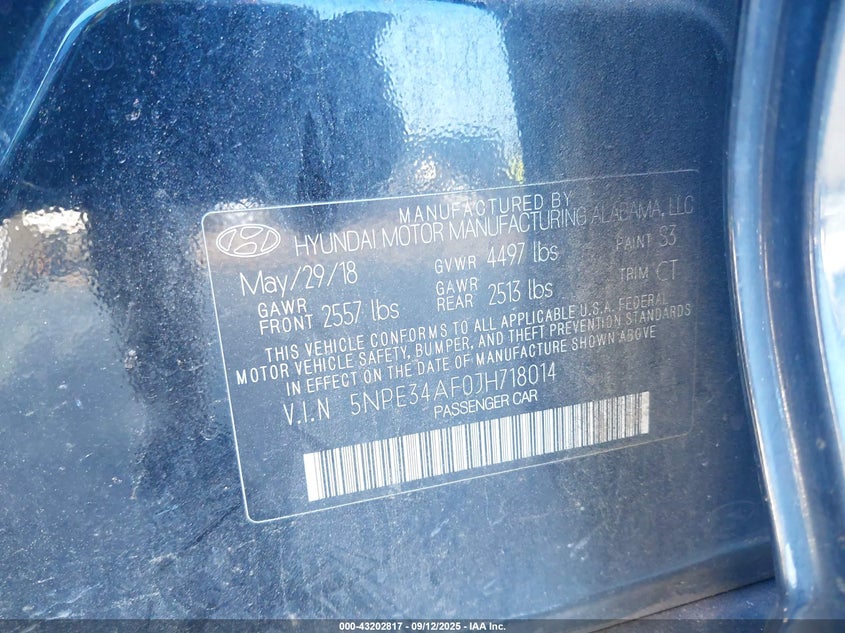 MANUFACTURED BY
HYUNDAI MOTOR MANUFACTURING ALABAMA, LLC
May/29/18 GVWR 4497 lbs PAINT S3
GAWR FRONT 2557 lbs GAWR REAR 2513 lbs TRIM CT
THIS VEHICLE CONFORMS TO ALL APPLICABLE U.S.A. FEDERAL
MOTOR VEHICLE SAFETY, BUMPER, AND THEFT PREVENTION STANDARDS
IN EFFECT ON THE DATE OF MANUFACTURE SHOWN ABOVE
V.I.N 5NPE34AF0JH718014
PASSENGER CAR
000-43202817 - 09/12/2025 - IAA Inc.